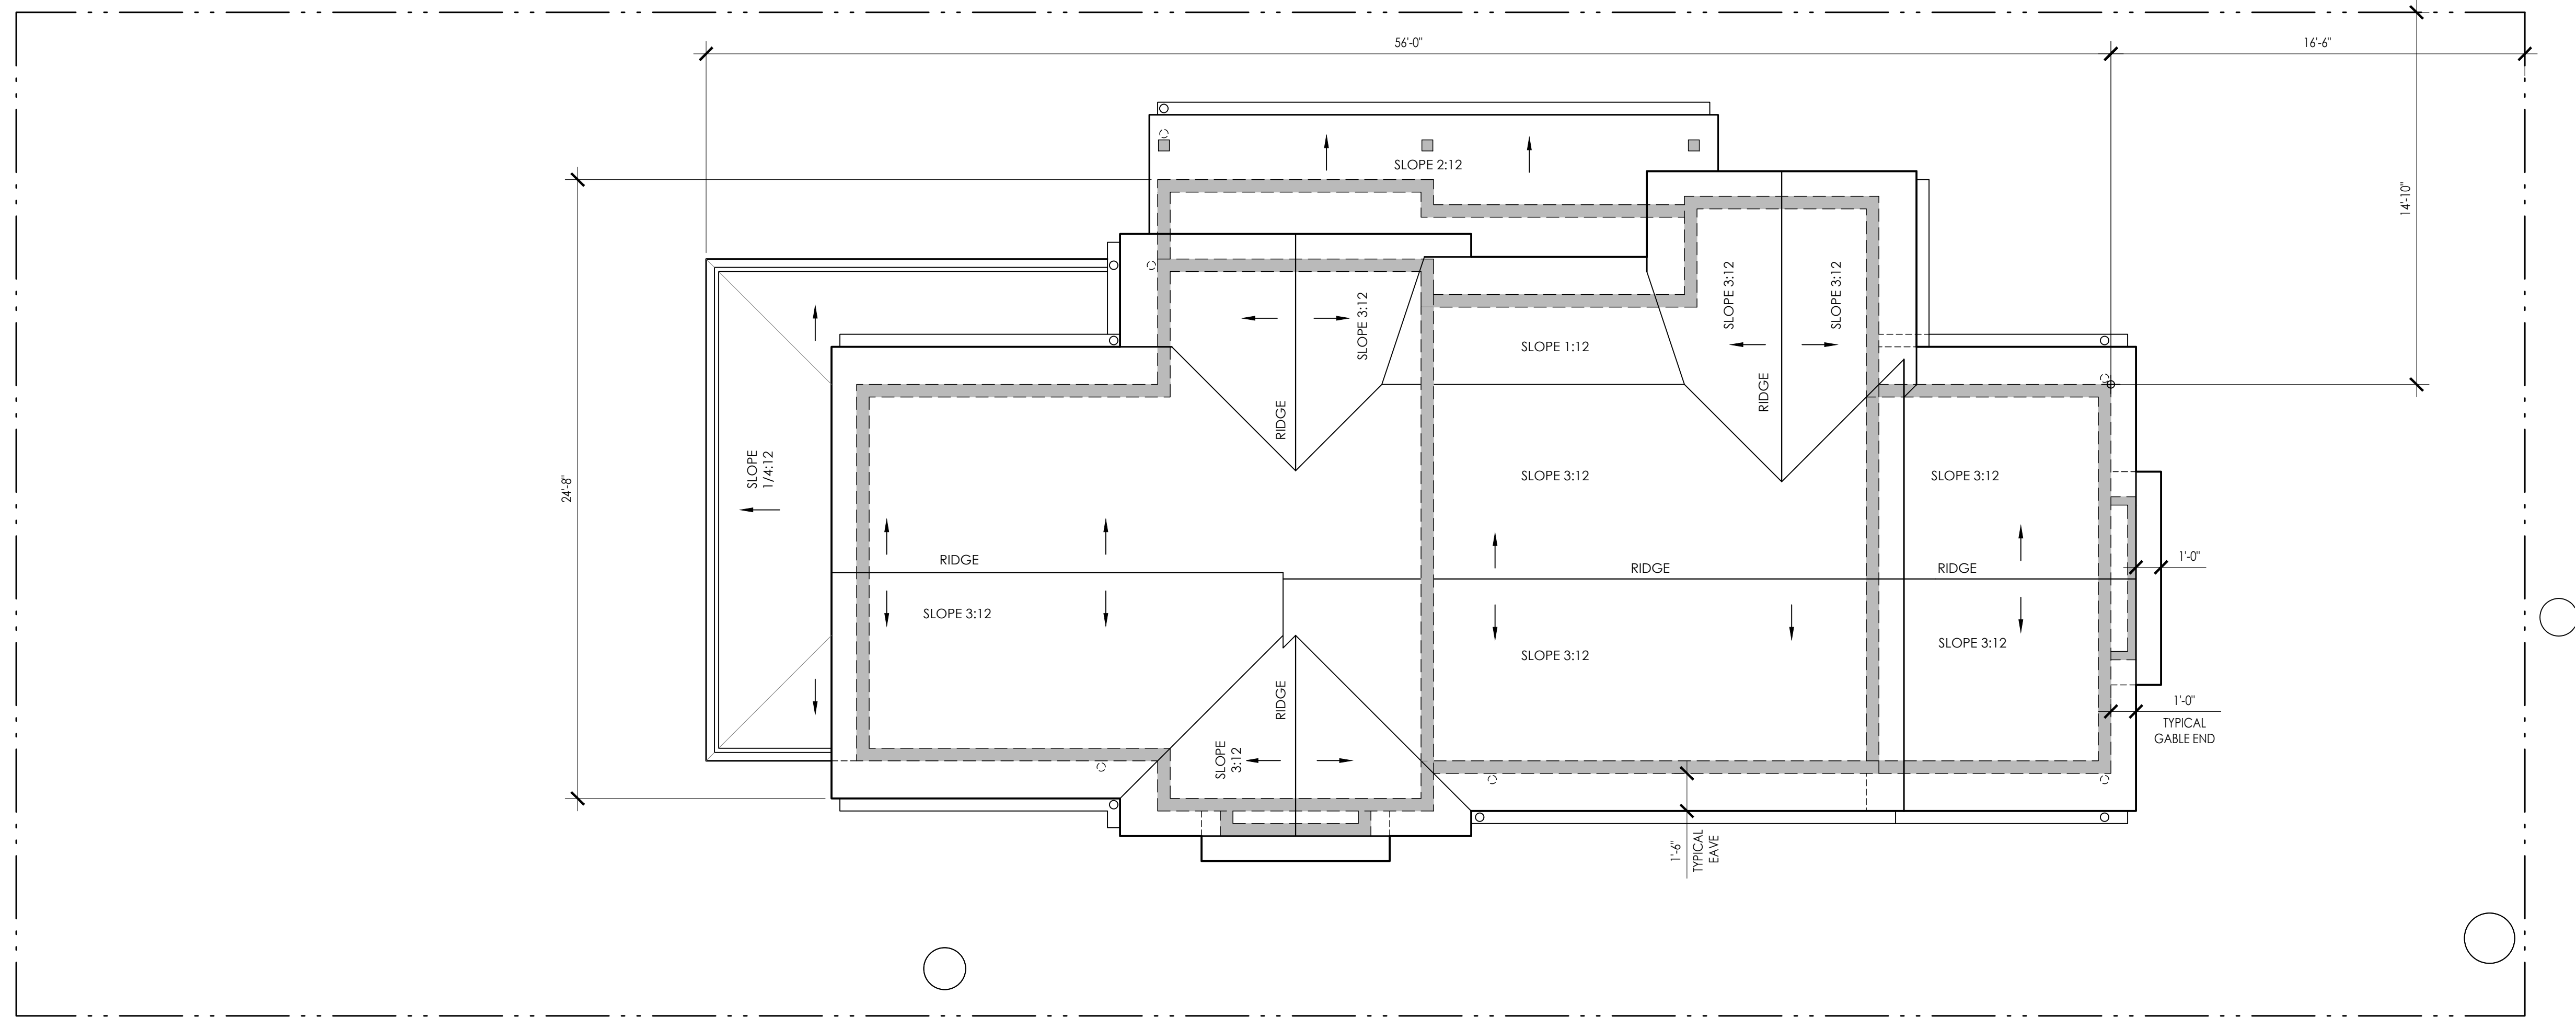 56'-0"
16'-6"
SLOPE 2:12
14'-10"
24'-8"
SLOPE 3:12
SLOPE 3:12
SLOPE 3:12
SLOPE 1:12
RIDGE
RIDGE
SLOPE
1/4:12
SLOPE 3:12
SLOPE 3:12
RIDGE
RIDGE
RIDGE
1'-0"
SLOPE 3:12
SLOPE 3:12
SLOPE 3:12
RIDGE
1'-0"
TYPICAL
GABLE END
SLOPE
3:12
1'-6"
TYPICAL
EAVE